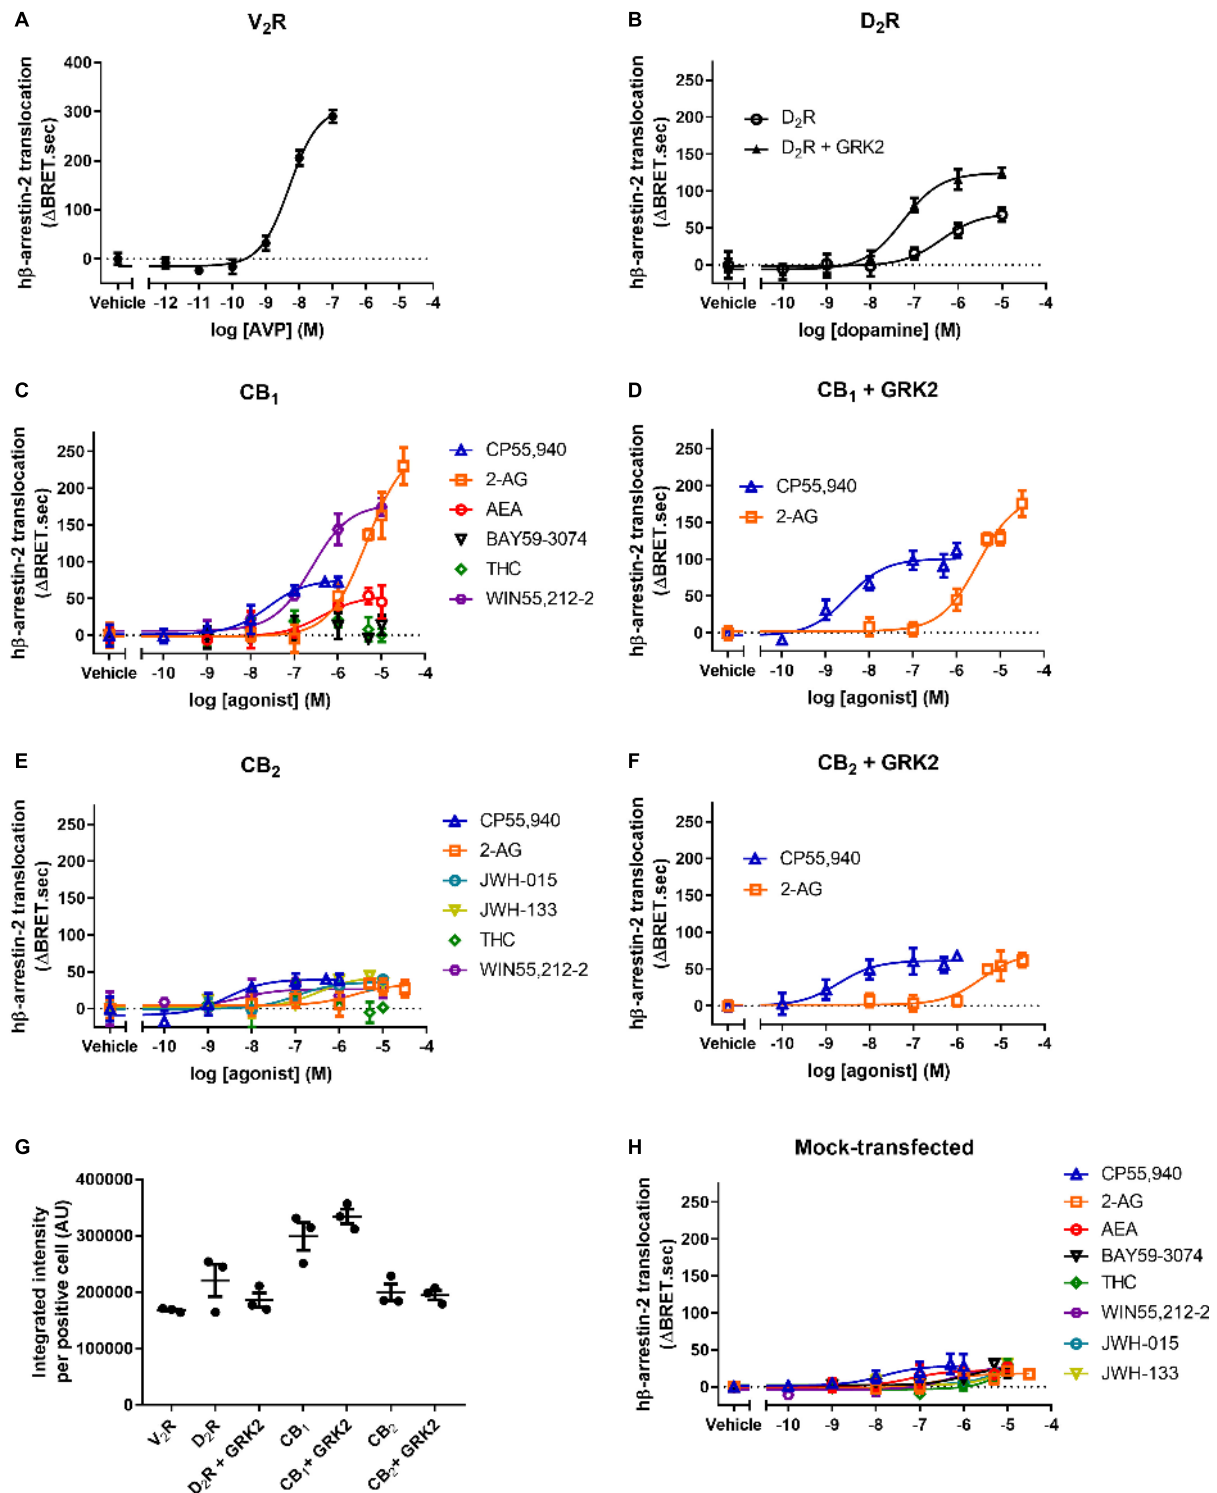 A
V2R
hβ-arrestin-2 translocation
(ΔBRET.sec)
400
300
200
100
0
Vehicle -12 -11 -10 -9 -8 -7 -6 -5 -4
log [AVP] (M)
B
D2R
hβ-arrestin-2 translocation
(ΔBRET.sec)
250
200
150
100
50
0
D2R
D2R + GRK2
Vehicle -10 -9 -8 -7 -6 -5 -4
log [dopamine] (M)
C
CB1
hβ-arrestin-2 translocation
(ΔBRET.sec)
250
200
150
100
50
0
CP55,940
2-AG
AEA
BAY59-3074
THC
WIN55,212-2
Vehicle -10 -9 -8 -7 -6 -5 -4
log [agonist] (M)
D
CB1 + GRK2
hβ-arrestin-2 translocation
(ΔBRET.sec)
250
200
150
100
50
0
CP55,940
2-AG
Vehicle -10 -9 -8 -7 -6 -5 -4
log [agonist] (M)
E
CB2
hβ-arrestin-2 translocation
(ΔBRET.sec)
250
200
150
100
50
0
CP55,940
2-AG
JWH-015
JWH-133
THC
WIN55,212-2
Vehicle -10 -9 -8 -7 -6 -5 -4
log [agonist] (M)
F
CB2 + GRK2
hβ-arrestin-2 translocation
(ΔBRET.sec)
250
200
150
100
50
0
CP55,940
2-AG
Vehicle -10 -9 -8 -7 -6 -5 -4
log [agonist] (M)
G
Integrated intensity
per positive cell (AU)
400000
300000
200000
100000
0
V2R
D2R
D2R + GRK2
CB1
CB1+ GRK2
CB2
CB2+ GRK2
H
Mock-transfected
hβ-arrestin-2 translocation
(ΔBRET.sec)
250
200
150
100
50
0
CP55,940
2-AG
AEA
BAY59-3074
THC
WIN55,212-2
JWH-015
JWH-133
Vehicle -10 -9 -8 -7 -6 -5 -4